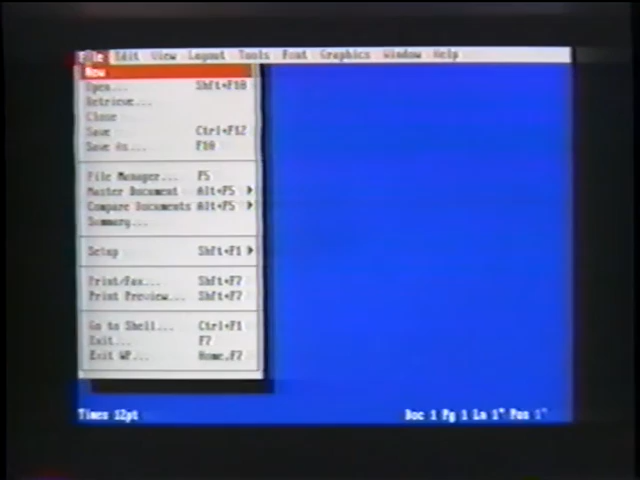 File Edit View Layout Tools Font Graphics Window Help
New
Open... Shft+F10
Retrieve...
Close
Save Ctrl+F12
Save As... F10
File Manager... F5
Master Document Alt+F5
Compare Documents Alt+F5
Summary...
Setup Shft+F1
Print/Fax... Shft+F7
Print Preview... Shft+F7
Go to Shell... Ctrl+F1
Exit... F7
Exit WP... Home,F7
Times 12pt Doc 1 Pg 1 Ln 1" Pos 1"